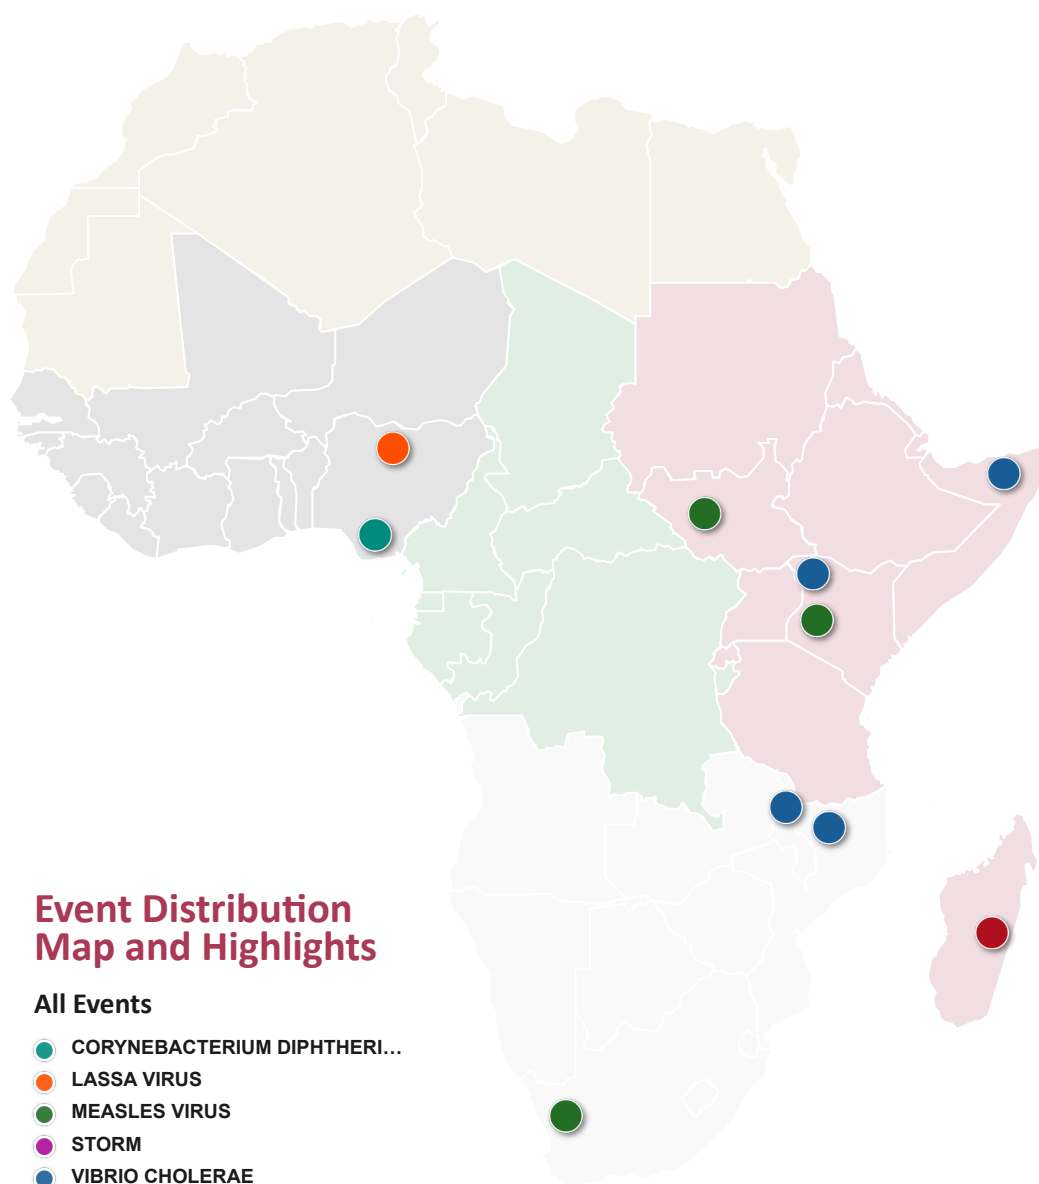 Event Distribution
Map and Highlights
All Events
CORYNEBACTERIUM DIPHTHERI...
LASSA VIRUS
MEASLES VIRUS
STORM
VIBRIO CHOLERAE